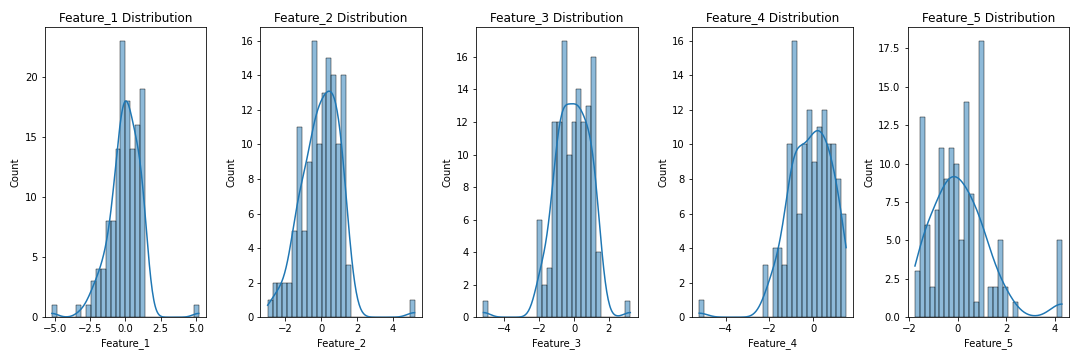 Feature_1 Distribution
Count
20
15
10
5
0
−5.0 −2.5 0.0 2.5 5.0
Feature_1
Feature_2 Distribution
Count
16
14
12
10
8
6
4
2
0
−2 0 2 4
Feature_2
Feature_3 Distribution
Count
16
14
12
10
8
6
4
2
0
−4 −2 0 2
Feature_3
Feature_4 Distribution
Count
16
14
12
10
8
6
4
2
0
−4 −2 0
Feature_4
Feature_5 Distribution
Count
17.5
15.0
12.5
10.0
7.5
5.0
2.5
0.0
−2 0 2 4
Feature_5